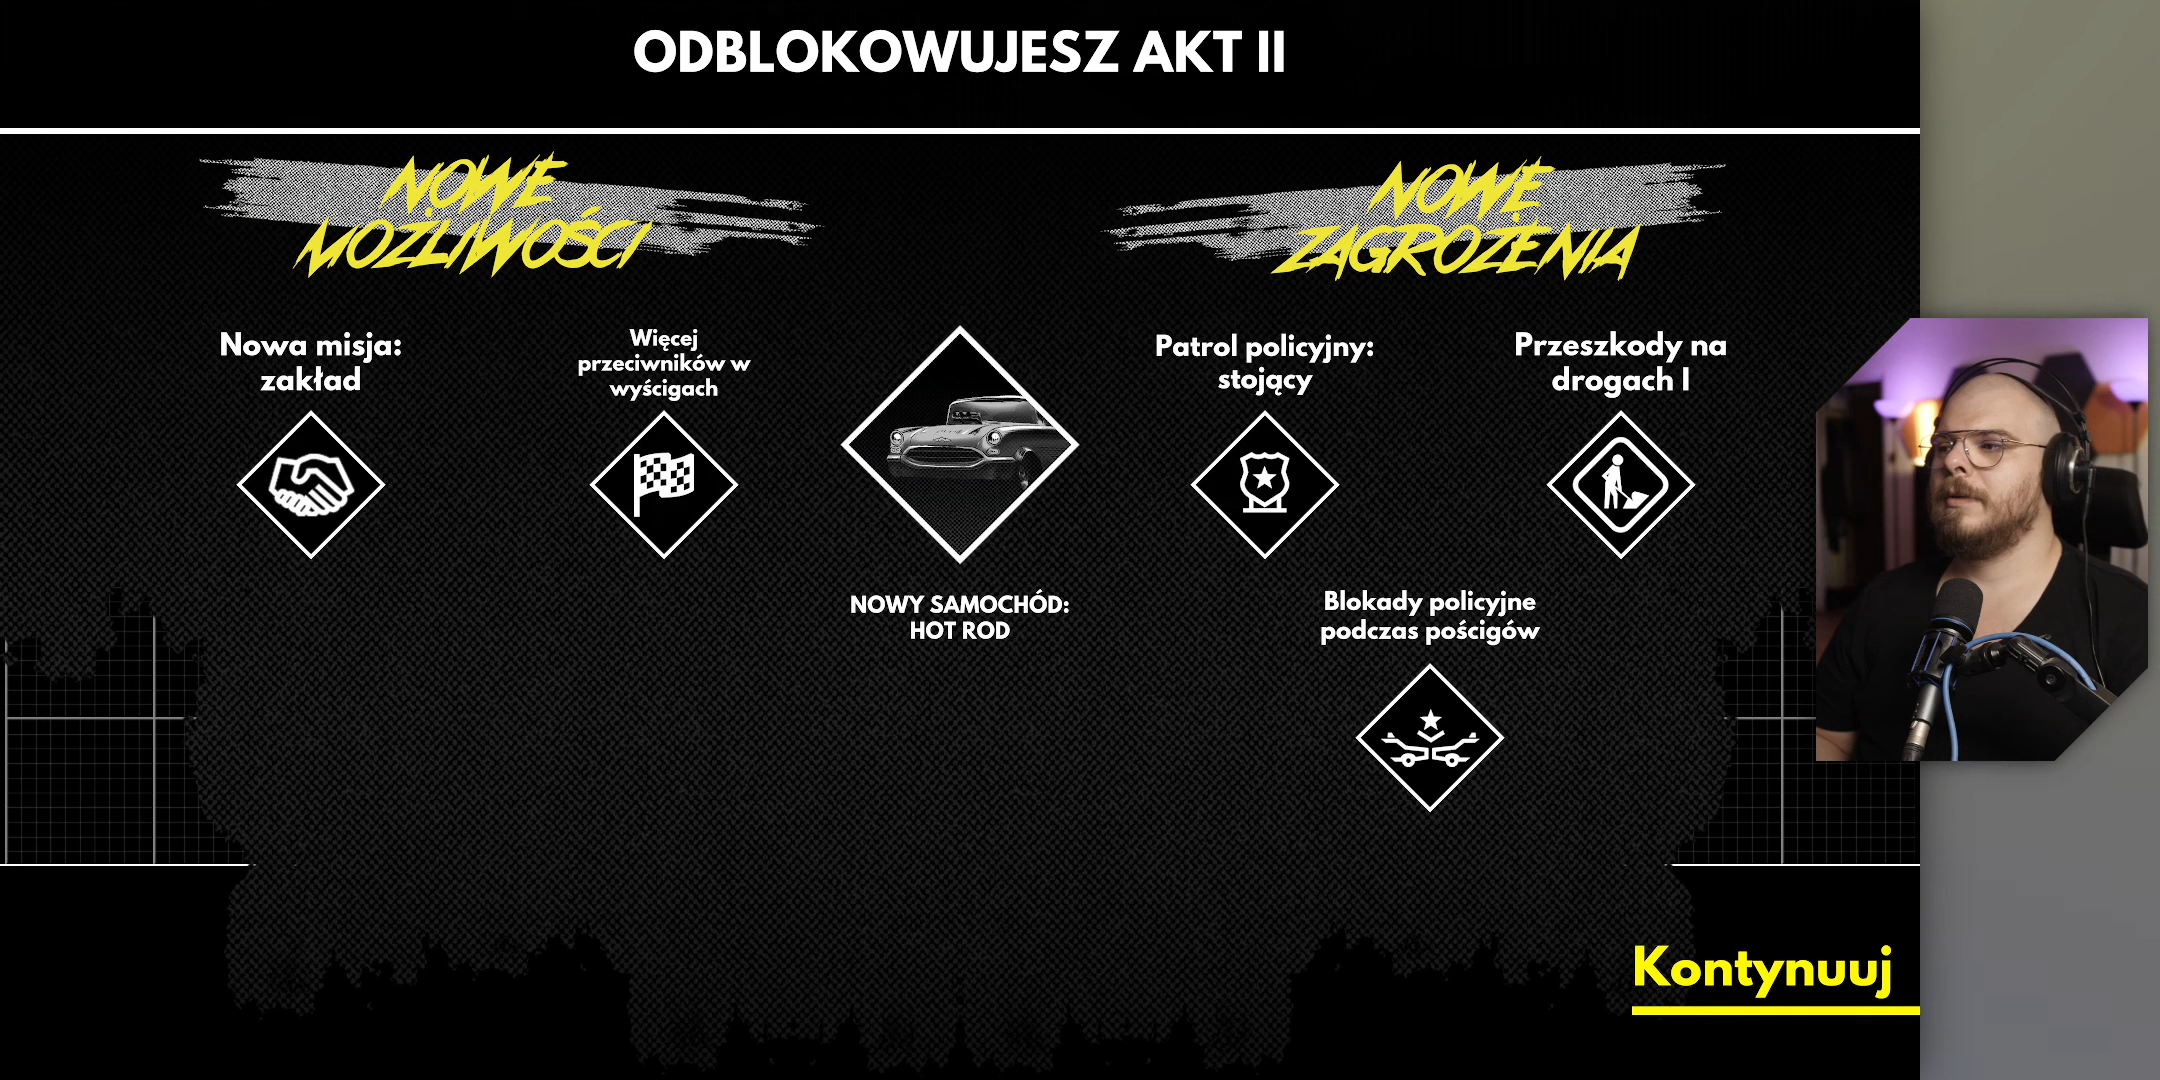 ODBLOKOWUJESZ AKT II
NOWE
MOŻLIWOŚCI
NOWE
ZAGROŻENIA
Nowa misja:
zakład
Więcej
przeciwników w
wyścigach
NOWY SAMOCHÓD:
HOT ROD
Patrol policyjny:
stojący
Przeszkody na
drogach I
Blokady policyjne
podczas pościgów
Kontynuuj